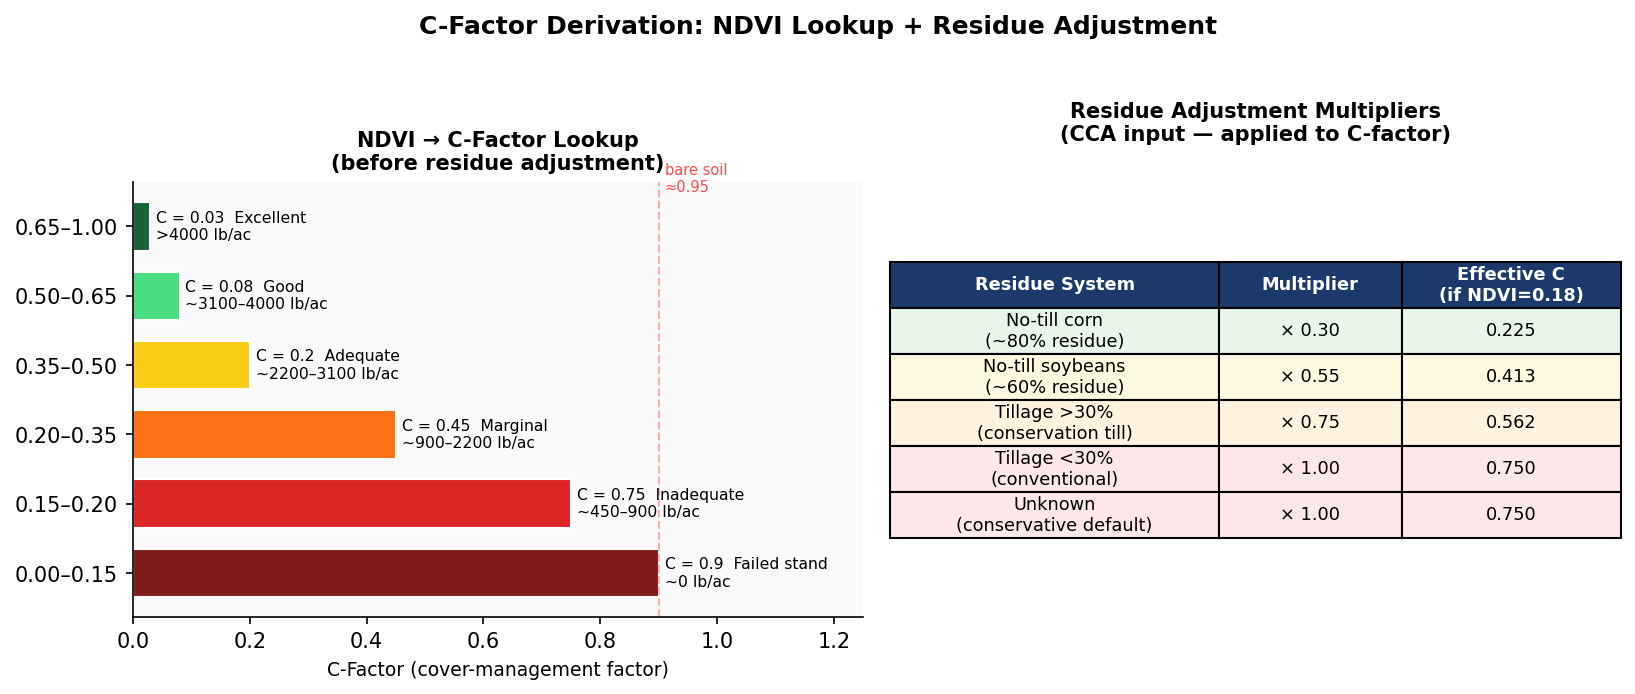 C-Factor Derivation: NDVI Lookup + Residue Adjustment
NDVI → C-Factor Lookup
(before residue adjustment)
bare soil
≈0.95
0.65–1.00
C = 0.03  Excellent
>4000 lb/ac
0.50–0.65
C = 0.08  Good
~3100–4000 lb/ac
0.35–0.50
C = 0.2  Adequate
~2200–3100 lb/ac
0.20–0.35
C = 0.45  Marginal
~900–2200 lb/ac
0.15–0.20
C = 0.75  Inadequate
~450–900 lb/ac
0.00–0.15
C = 0.9  Failed stand
~0 lb/ac
0.0 0.2 0.4 0.6 0.8 1.0 1.2
C-Factor (cover-management factor)
Residue Adjustment Multipliers
(CCA input — applied to C-factor)
Residue System Multiplier Effective C
(if NDVI=0.18)
No-till corn
(~80% residue) × 0.30 0.225
No-till soybeans
(~60% residue) × 0.55 0.413
Tillage >30%
(conservation till) × 0.75 0.562
Tillage <30%
(conventional) × 1.00 0.750
Unknown
(conservative default) × 1.00 0.750